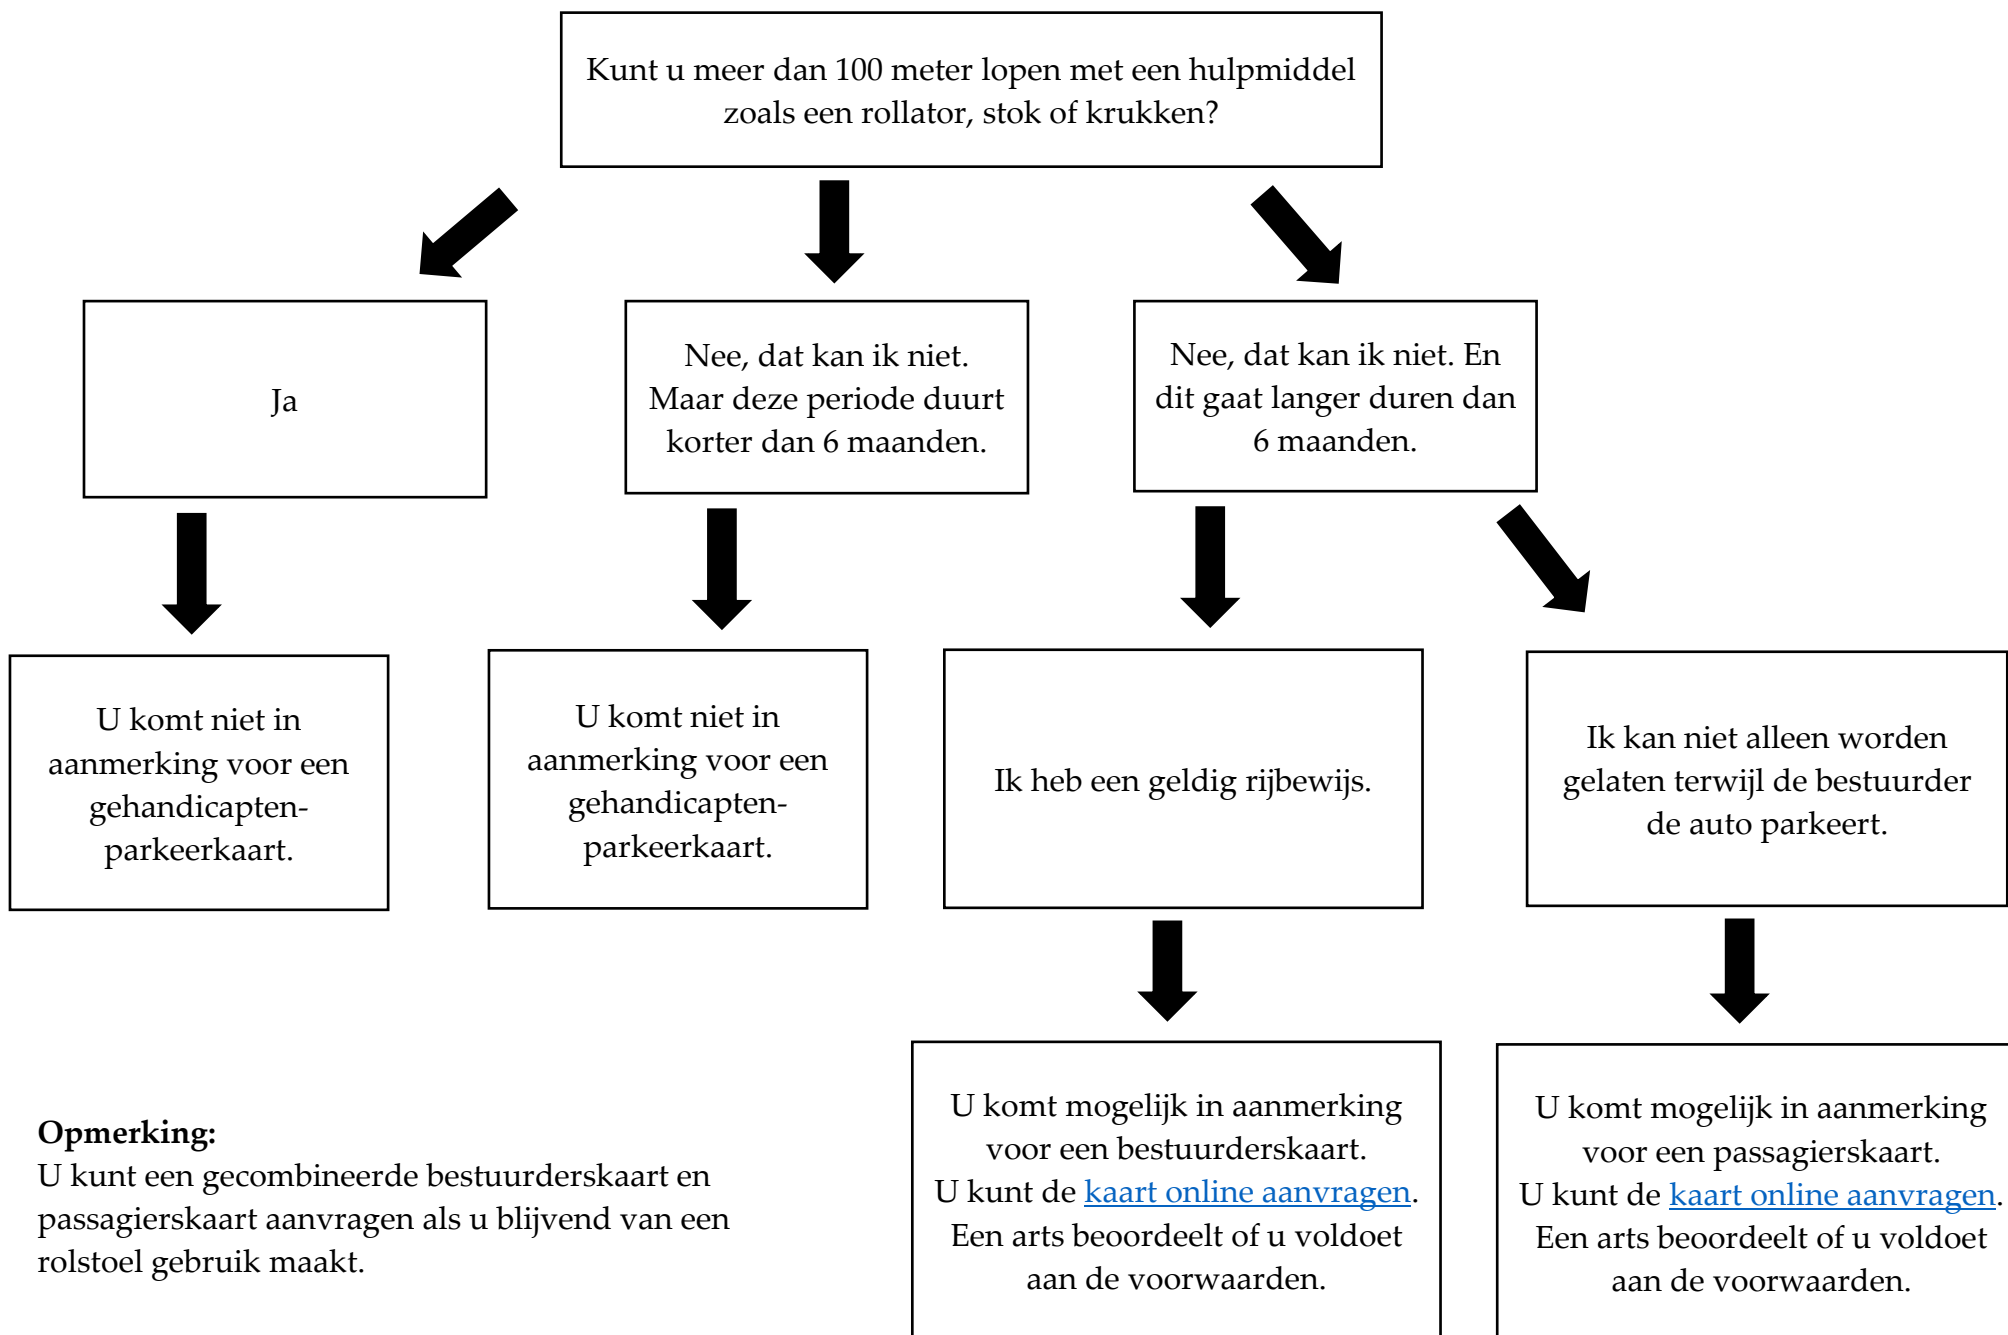 Kunt u meer dan 100 meter lopen met een hulpmiddel
zoals een rollator, stok of krukken?
Ja
Nee, dat kan ik niet.
Maar deze periode duurt
korter dan 6 maanden.
Nee, dat kan ik niet. En
dit gaat langer duren dan
6 maanden.
U komt niet in
aanmerking voor een
gehandicapten-
parkeerkaart.
U komt niet in
aanmerking voor een
gehandicapten-
parkeerkaart.
Ik heb een geldig rijbewijs.
Ik kan niet alleen worden
gelaten terwijl de bestuurder
de auto parkeert.
U komt mogelijk in aanmerking
voor een bestuurderskaart.
U kunt de kaart online aanvragen.
Een arts beoordeelt of u voldoet
aan de voorwaarden.
U komt mogelijk in aanmerking
voor een passagierskaart.
U kunt de kaart online aanvragen.
Een arts beoordeelt of u voldoet
aan de voorwaarden.
Opmerking:
U kunt een gecombineerde bestuurderskaart en
passagierskaart aanvragen als u blijvend van een
rolstoel gebruik maakt.